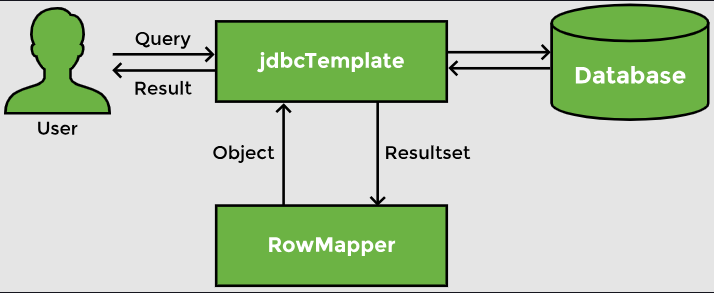 Query
jdbcTemplate
Database
Result
User
Object
Resultset
RowMapper